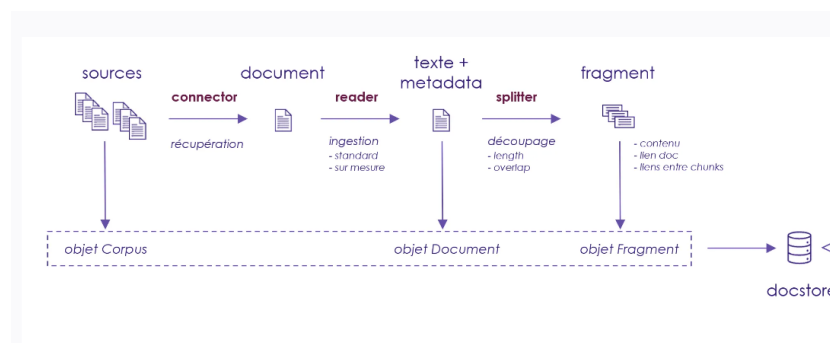 sources
document
texte +
metadata
fragment
connector
reader
splitter
récupération
ingestion
- standard
- sur mesure
découpage
- length
- overlap
- contenu
- lien doc
- liens entre chunks
objet Corpus
objet Document
objet Fragment
docstore